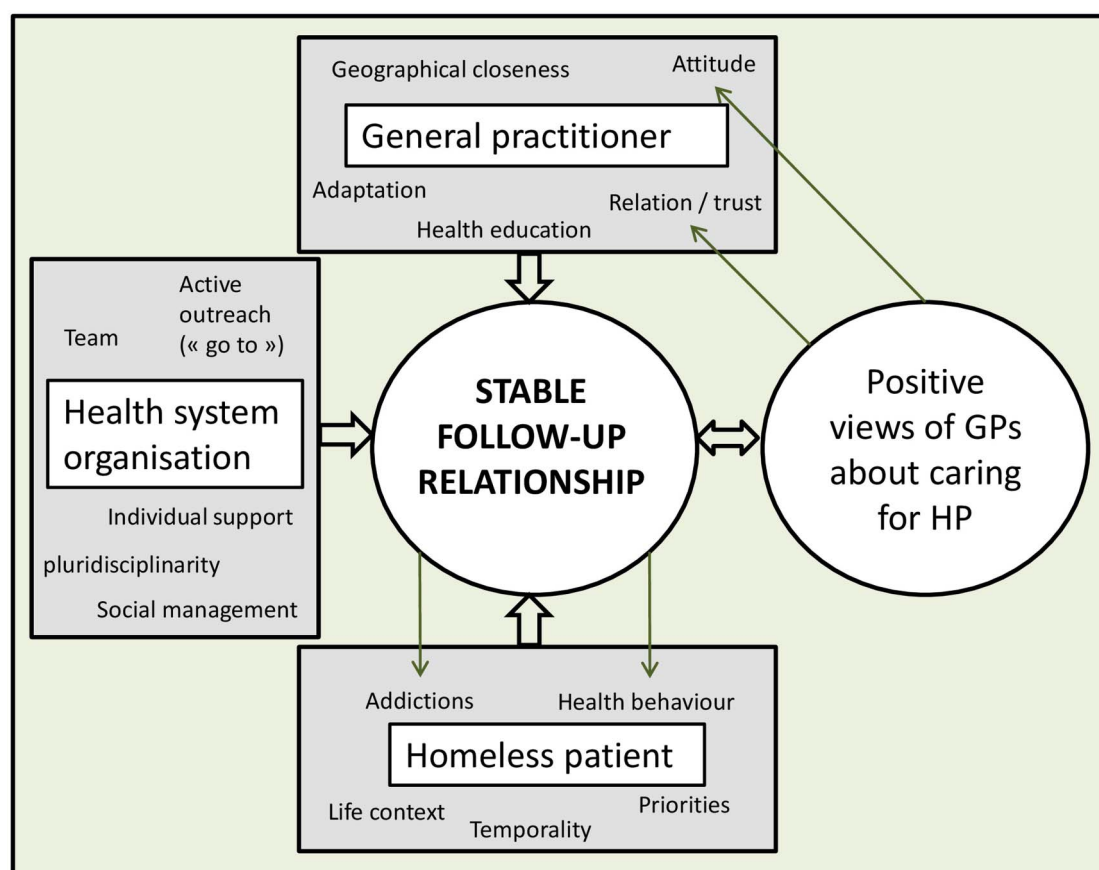 Geographical closeness
Attitude
General practitioner
Adaptation
Relation / trust
Health education
Active
outreach
(« go to »)
Team
Health system
organisation
Individual support
pluridisciplinarity
Social management
STABLE
FOLLOW-UP
RELATIONSHIP
Positive
views of GPs
about caring
for HP
Addictions
Health behaviour
Homeless patient
Life context
Priorities
Temporality